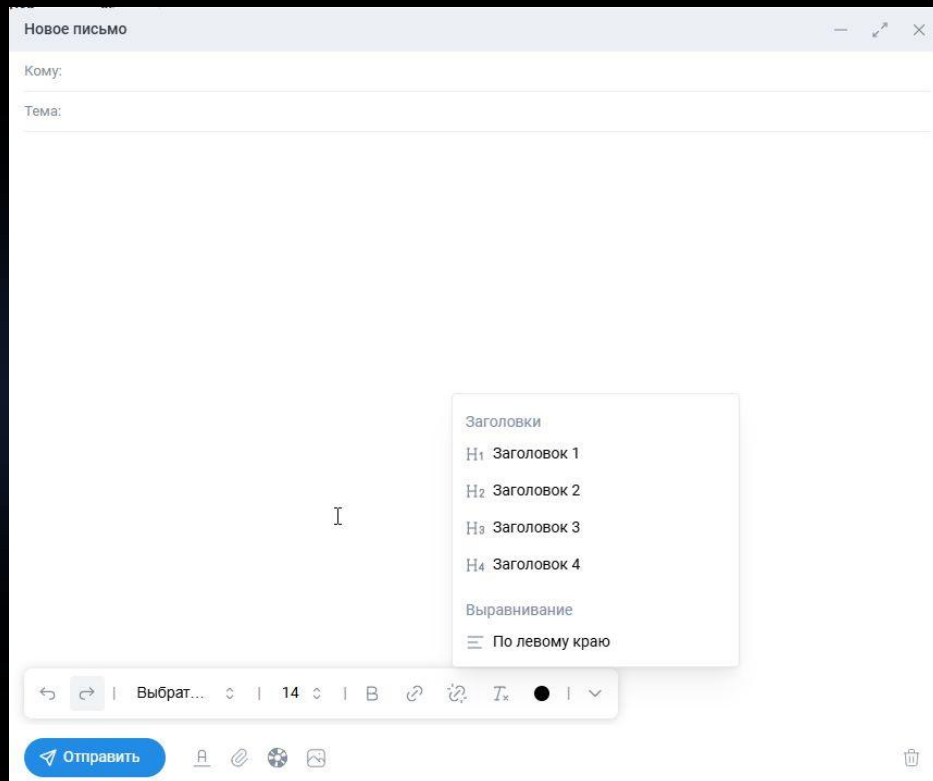 Новое письмо
Кому:
Тема:
Заголовки
H1 Заголовок 1
H2 Заголовок 2
H3 Заголовок 3
H4 Заголовок 4
Выравнивание
По левому краю
Выбрат... 14 B Tx
Отправить A